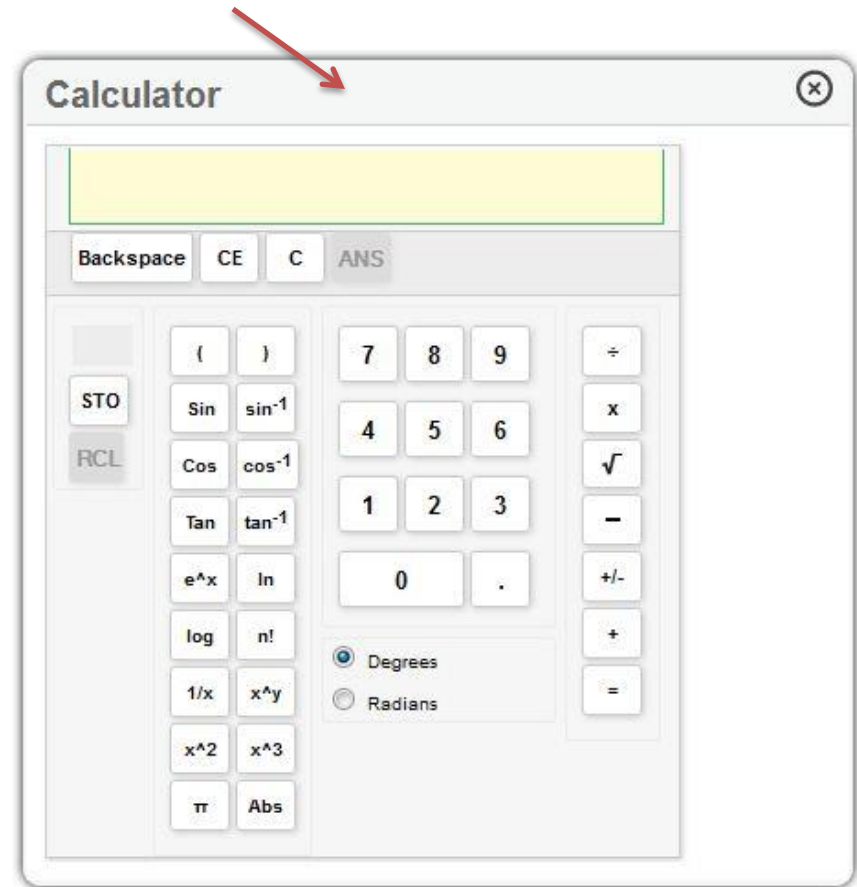 Calculator
Backspace CE C ANS
( ) 7 8 9 ÷
STO Sin sin-1 4 5 6 x
RCL Cos cos-1 √
Tan tan-1 1 2 3 −
e^x ln 0 . +/-
log n! +
Degrees
1/x x^y Radians =
x^2 x^3
π Abs